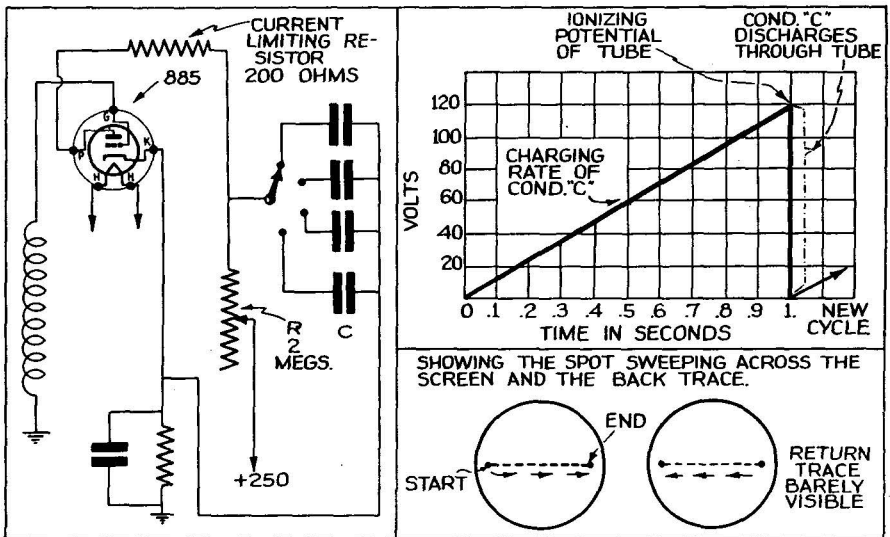 CURRENT
LIMITING RE-
SISTOR
200 OHMS
885
G
P
K
H H
R
2
MEGS.
C
+250
IONIZING
POTENTIAL
OF TUBE
COND."C"
DISCHARGES
THROUGH TUBE
120
100
80
60
40
20
VOLTS
CHARGING
RATE OF
COND."C"
0 .1 .2 .3 .4 .5 .6 .7 .8 .9 1.
TIME IN SECONDS
NEW
CYCLE
SHOWING THE SPOT SWEEPING ACROSS THE
SCREEN AND THE BACK TRACE.
START
END
RETURN
TRACE
BARELY
VISIBLE